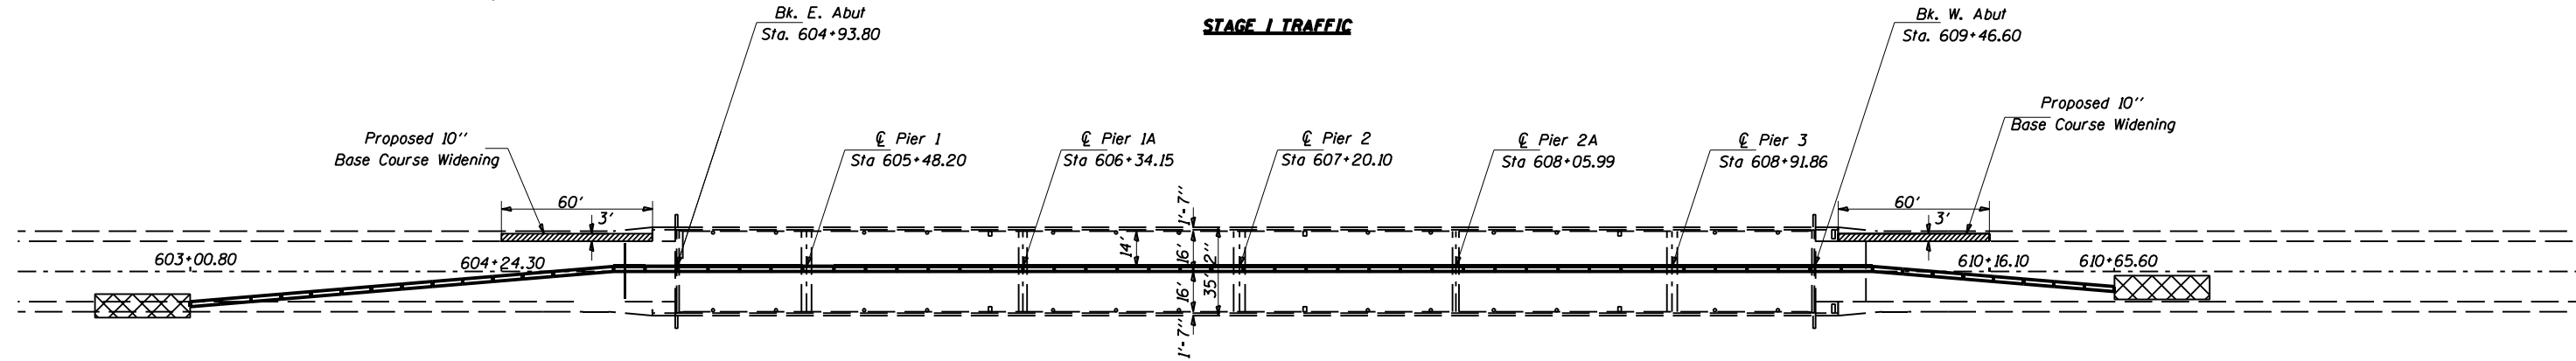 STAGE I TRAFFIC
Bk. E. Abut
Sta. 604+93.80
Bk. W. Abut
Sta. 609+46.60
Proposed 10''
Base Course Widening
℄ Pier 1
Sta 605+48.20
℄ Pier 1A
Sta 606+34.15
℄ Pier 2
Sta 607+20.10
℄ Pier 2A
Sta 608+05.99
℄ Pier 3
Sta 608+91.86
Proposed 10''
Base Course Widening
60'
3'
1'-7''
14'
16'
35'-2''
16'
1'-7''
60'
3'
603+00.80
604+24.30
610+16.10
610+65.60